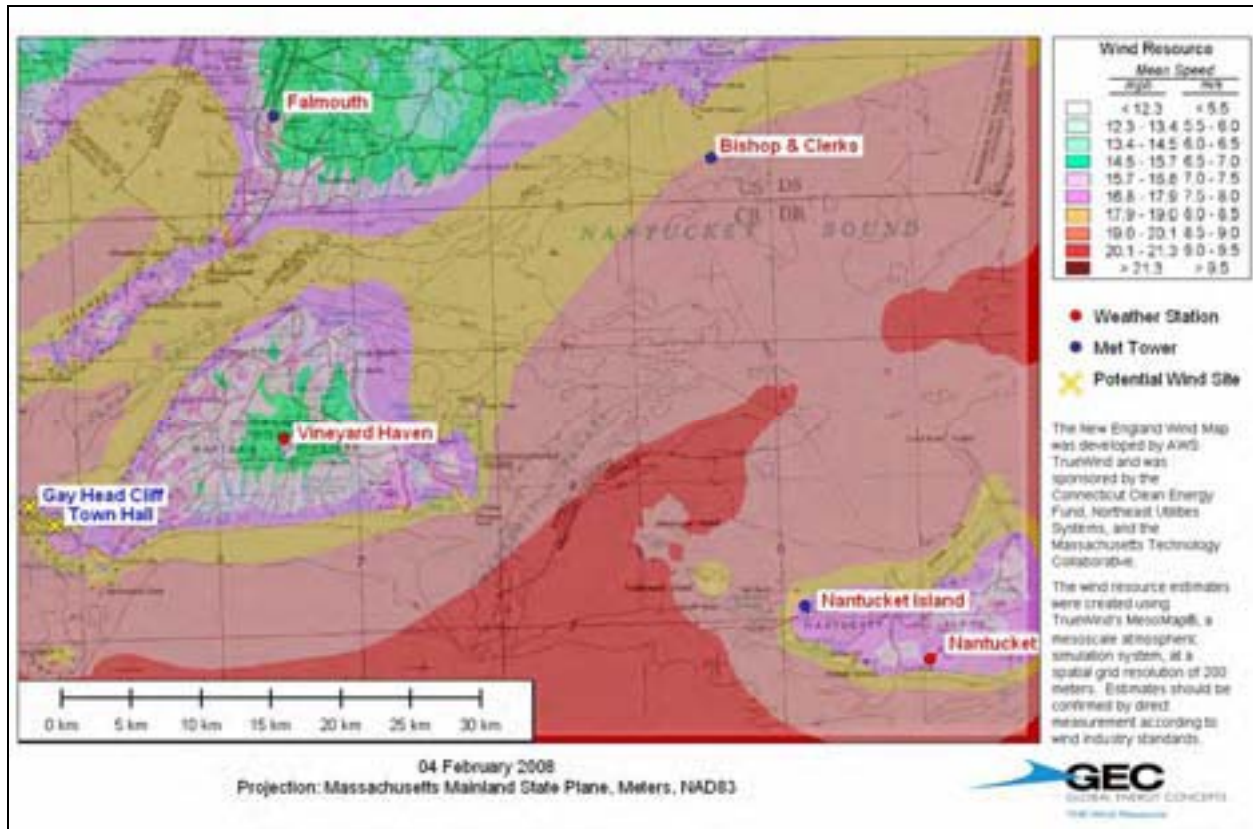 Falmouth
Bishop & Clerks
NANTUCKET SOUND
Vineyard Haven
Gay Head Cliff
Town Hall
Nantucket Island
Nantucket
0 km 5 km 10 km 15 km 20 km 25 km 30 km
Wind Resource
Mean Speed
mph m/s
< 12.3 < 5.5
12.3 - 13.4 5.5 - 6.0
13.4 - 14.5 6.0 - 6.5
14.5 - 15.7 6.5 - 7.0
15.7 - 16.8 7.0 - 7.5
16.8 - 17.9 7.5 - 8.0
17.9 - 19.0 8.0 - 8.5
19.0 - 20.1 8.5 - 9.0
20.1 - 21.3 9.0 - 9.5
> 21.3 > 9.5
Weather Station
Met Tower
Potential Wind Site
The New England Wind Map
was developed by AWS
TrueWind and was
sponsored by the
Connecticut Clean Energy
Fund, Northeast Utilities
Systems, and the
Massachusetts Technology
Collaborative.
The wind resource estimates
were created using
TrueWind's MesoMap®, a
mesoscale atmospheric
simulation system, at a
spatial grid resolution of 200
meters. Estimates should be
confirmed by direct
measurement according to
wind industry standards.
04 February 2008
Projection: Massachusetts Mainland State Plane, Meters, NAD83
GEC
GLOBAL ENERGY CONCEPTS
THE Wind Resource